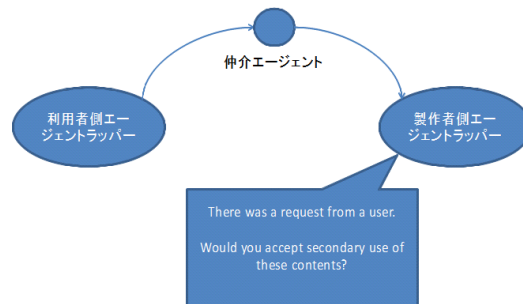 仲介エージェント
利用者側エー
ジェントラッパー
製作者側エー
ジェントラッパー
There was a request from a user.
Would you accept secondary use of
these contents?